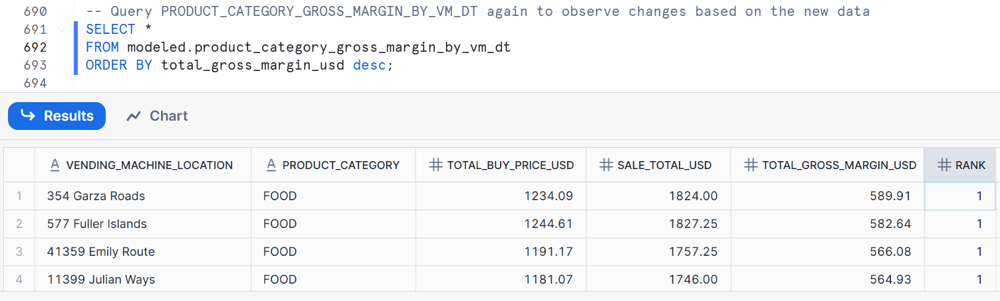 690 -- Query PRODUCT_CATEGORY_GROSS_MARGIN_BY_VM_DT again to observe changes based on the new data
691 SELECT *
692 FROM modeled.product_category_gross_margin_by_vm_dt
693 ORDER BY total_gross_margin_usd desc;
694
Results Chart
VENDING_MACHINE_LOCATION PRODUCT_CATEGORY TOTAL_BUY_PRICE_USD SALE_TOTAL_USD TOTAL_GROSS_MARGIN_USD RANK
1 354 Garza Roads FOOD 1234.09 1824.00 589.91 1
2 577 Fuller Islands FOOD 1244.61 1827.25 582.64 1
3 41359 Emily Route FOOD 1191.17 1757.25 566.08 1
4 11399 Julian Ways FOOD 1181.07 1746.00 564.93 1